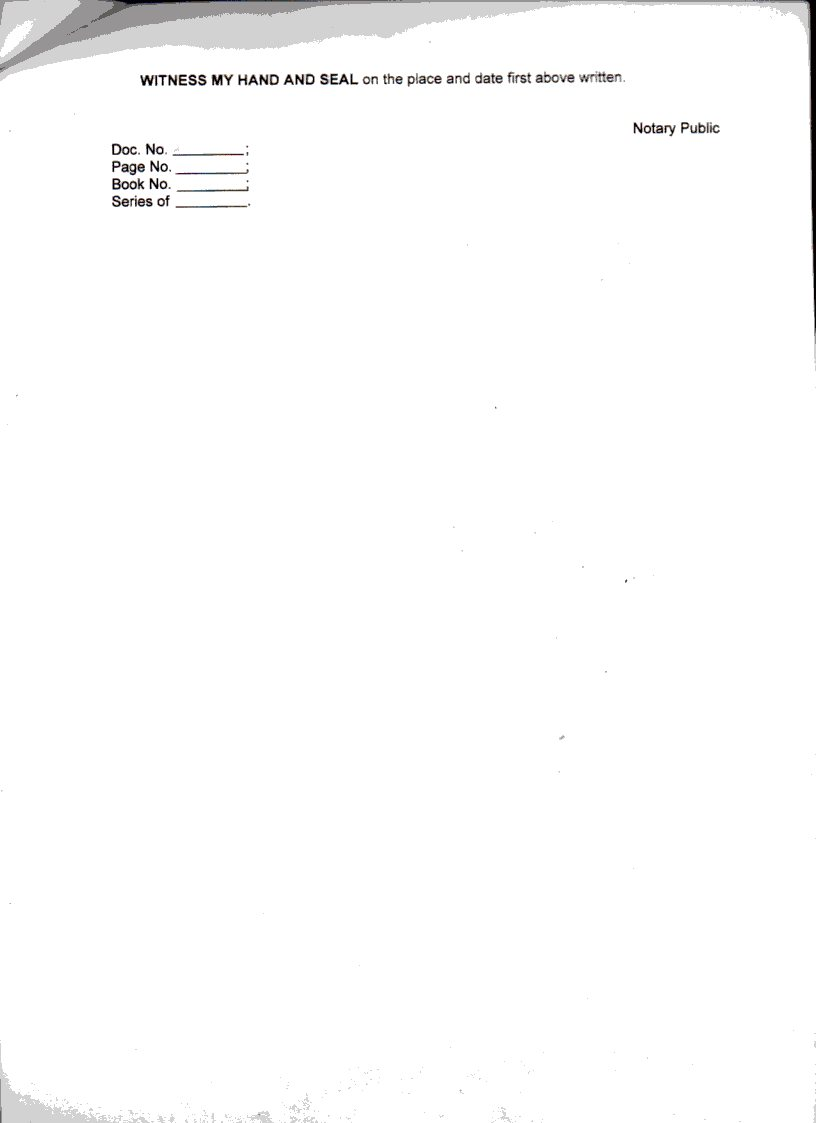 WITNESS MY HAND AND SEAL on the place and date first above written.
Notary Public
Doc. No. ________;
Page No. ________;
Book No. ________;
Series of ________.